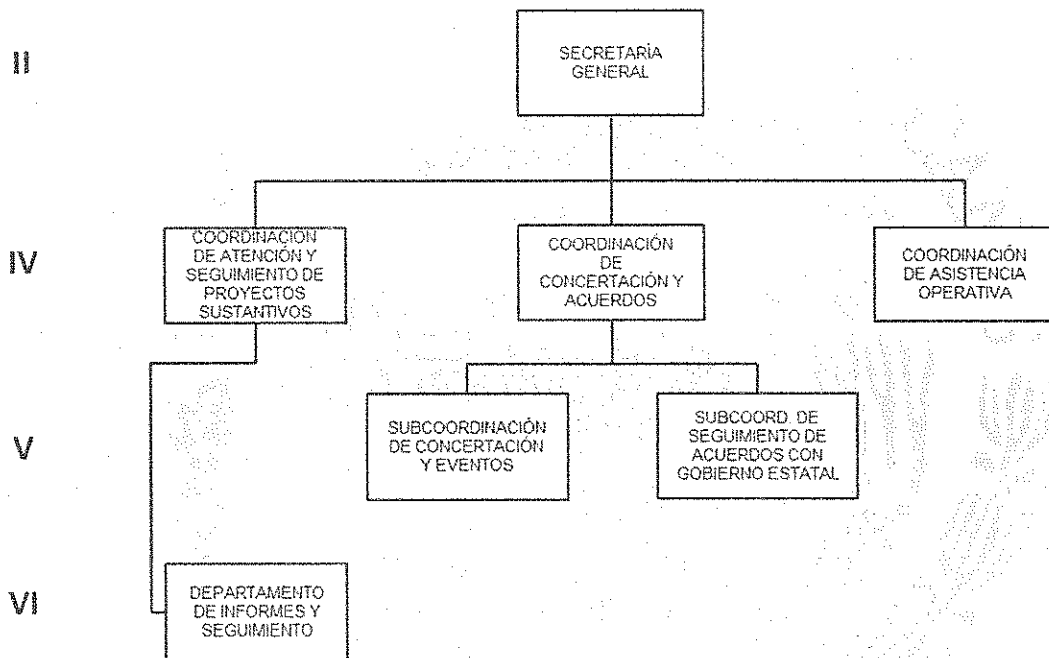 II
SECRETARÍA
GENERAL
IV
COORDINACIÓN
DE ATENCIÓN Y
SEGUIMIENTO DE
PROYECTOS
SUSTANTIVOS
COORDINACIÓN
DE
CONCERTACIÓN Y
ACUERDOS
COORDINACIÓN
DE ASISTENCIA
OPERATIVA
V
SUBCOORDINACIÓN
DE CONCERTACIÓN
Y EVENTOS
SUBCOORD. DE
SEGUIMIENTO DE
ACUERDOS CON
GOBIERNO ESTATAL
VI
DEPARTAMENTO
DE INFORMES Y
SEGUIMIENTO